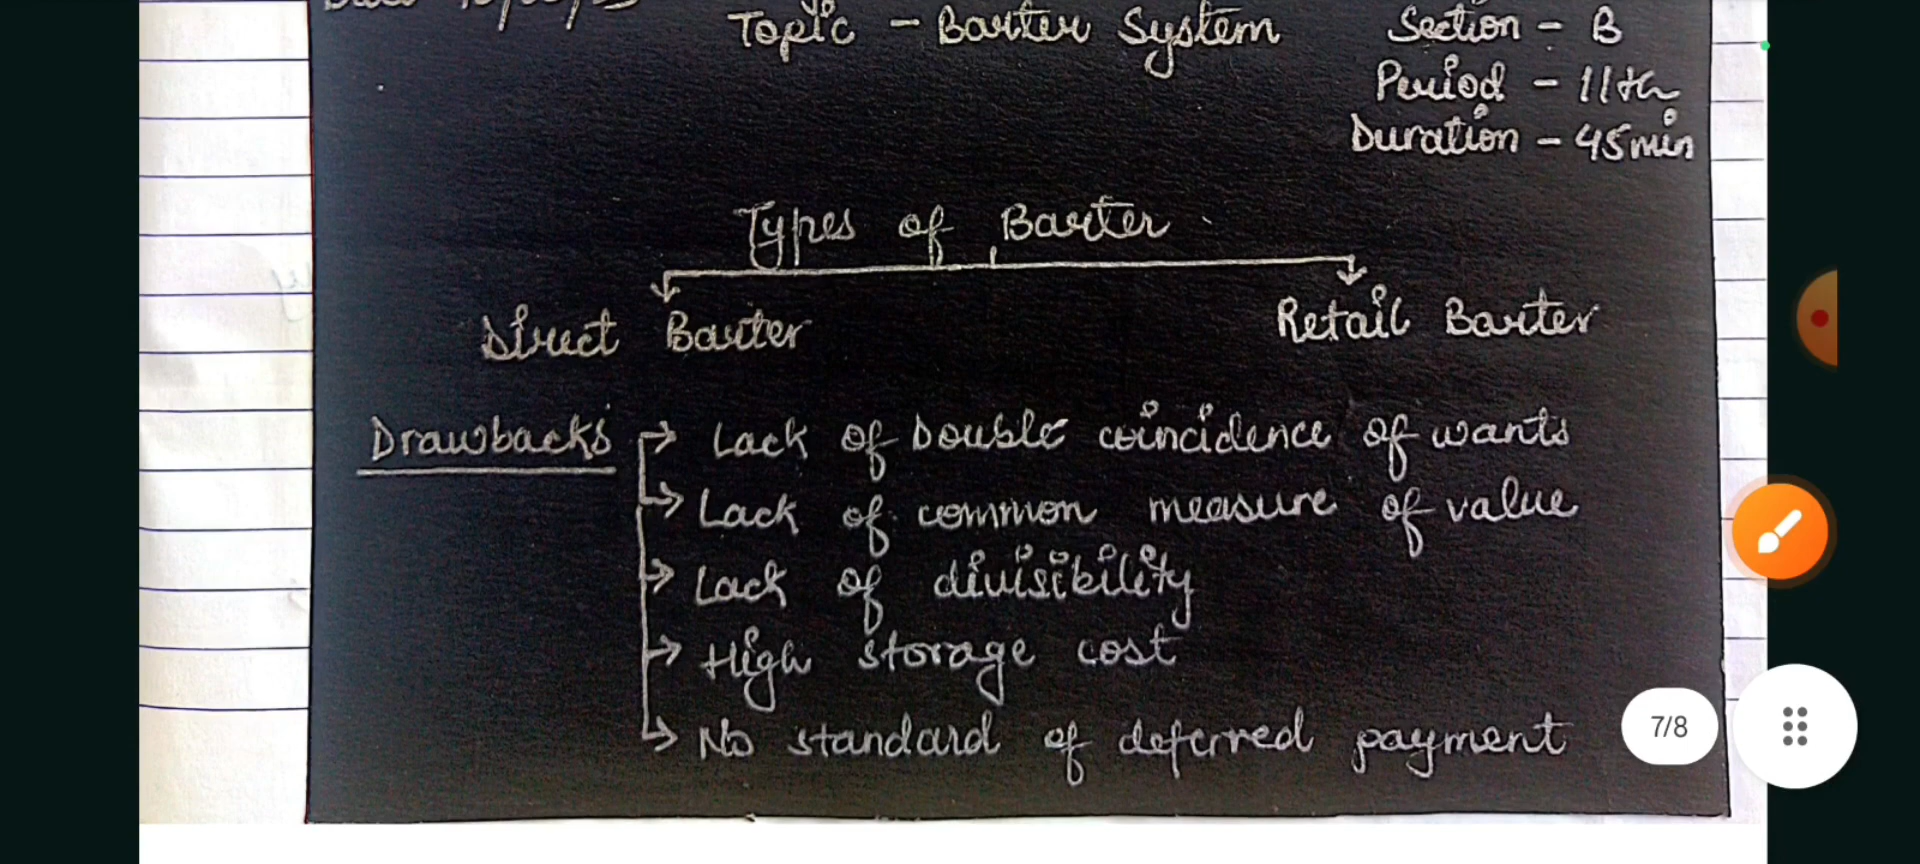 Topic - Barter System
Section - B
Period - 11th
Duration - 45 min
Types of Barter
Direct Barter
Retail Barter
Drawbacks
Lack of Double coincidence of wants
Lack of common measure of value
Lack of divisibility
High storage cost
No standard of deferred payment
7/8